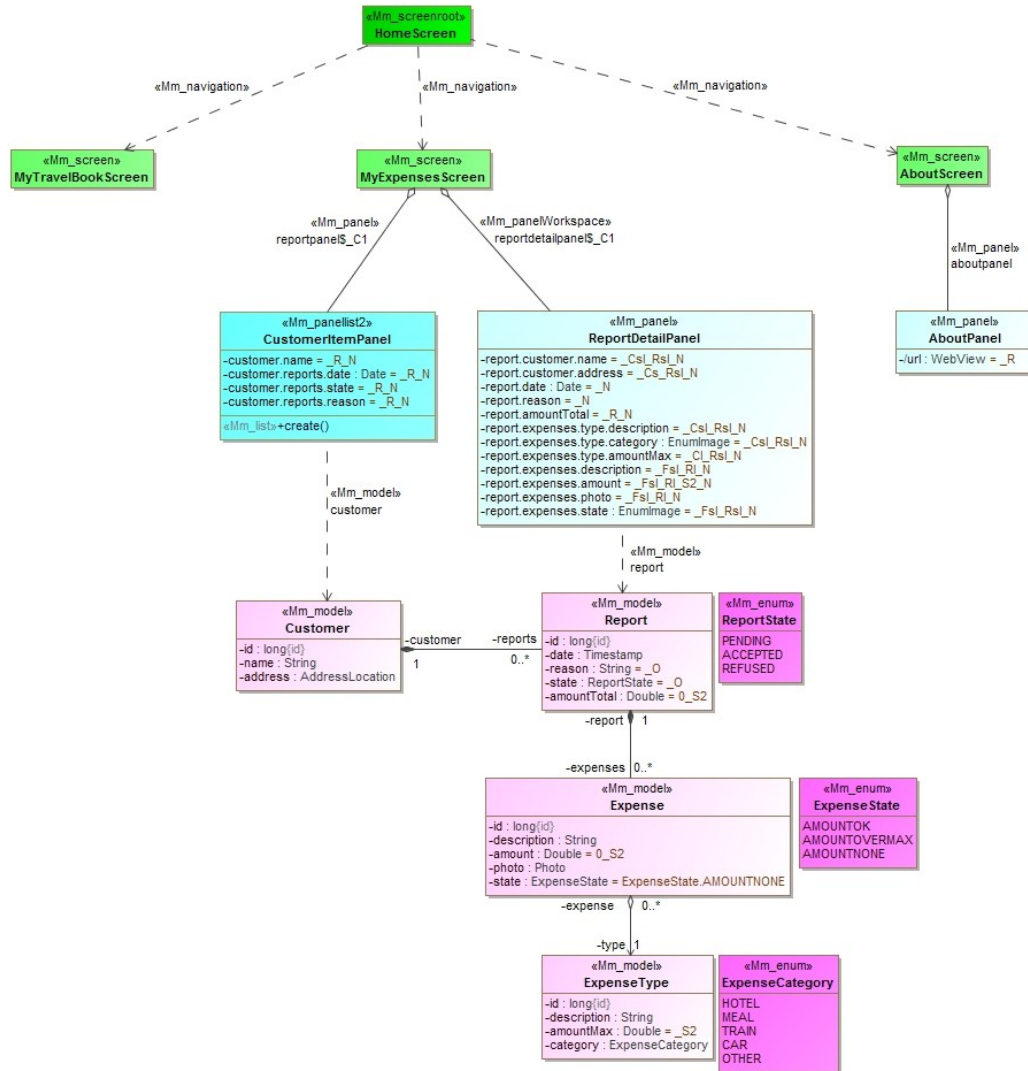 «Mm_screenroot»
HomeScreen
«Mm_navigation»
«Mm_navigation»
«Mm_navigation»
«Mm_screen»
MyTravelBookScreen
«Mm_screen»
MyExpensesScreen
«Mm_screen»
AboutScreen
«Mm_panel»
reportpanel$_C1
«Mm_panelWorkspace»
reportdetailpanel$_C1
«Mm_panel»
aboutpanel
«Mm_panellist2»
CustomerItemPanel
-customer.name = _R_N
-customer.reports.date : Date = _R_N
-customer.reports.state = _R_N
-customer.reports.reason = _R_N
«Mm_list»+create()
«Mm_panel»
ReportDetailPanel
-report.customer.name = _CsI_RsI_N
-report.customer.address = _Cs_RsI_N
-report.date : Date = _N
-report.reason = _N
-report.amountTotal = _R_N
-report.expenses.type.description = _CsI_RsI_N
-report.expenses.type.category : EnumImage = _CsI_RsI_N
-report.expenses.type.amountMax = _CI_RsI_N
-report.expenses.description = _FsI_RI_N
-report.expenses.amount = _FsI_RI_S2_N
-report.expenses.photo = _FsI_RI_N
-report.expenses.state : EnumImage = _FsI_RsI_N
«Mm_panel»
AboutPanel
-/url : WebView = _R
«Mm_model»
customer
«Mm_model»
report
«Mm_model»
Customer
-id : long{id}
-name : String
-address : AddressLocation
-customer
1
-reports
0..*
«Mm_model»
Report
-id : long{id}
-date : Timestamp
-reason : String = _O
-state : ReportState = _O
-amountTotal : Double = 0_S2
«Mm_enum»
ReportState
PENDING
ACCEPTED
REFUSED
-report 1
-expenses 0..*
«Mm_model»
Expense
-id : long{id}
-description : String
-amount : Double = 0_S2
-photo : Photo
-state : ExpenseState = ExpenseState.AMOUNTNONE
«Mm_enum»
ExpenseState
AMOUNTOK
AMOUNTOVERMAX
AMOUNTNONE
-expense 0..*
-type 1
«Mm_model»
ExpenseType
-id : long{id}
-description : String
-amountMax : Double = _S2
-category : ExpenseCategory
«Mm_enum»
ExpenseCategory
HOTEL
MEAL
TRAIN
CAR
OTHER